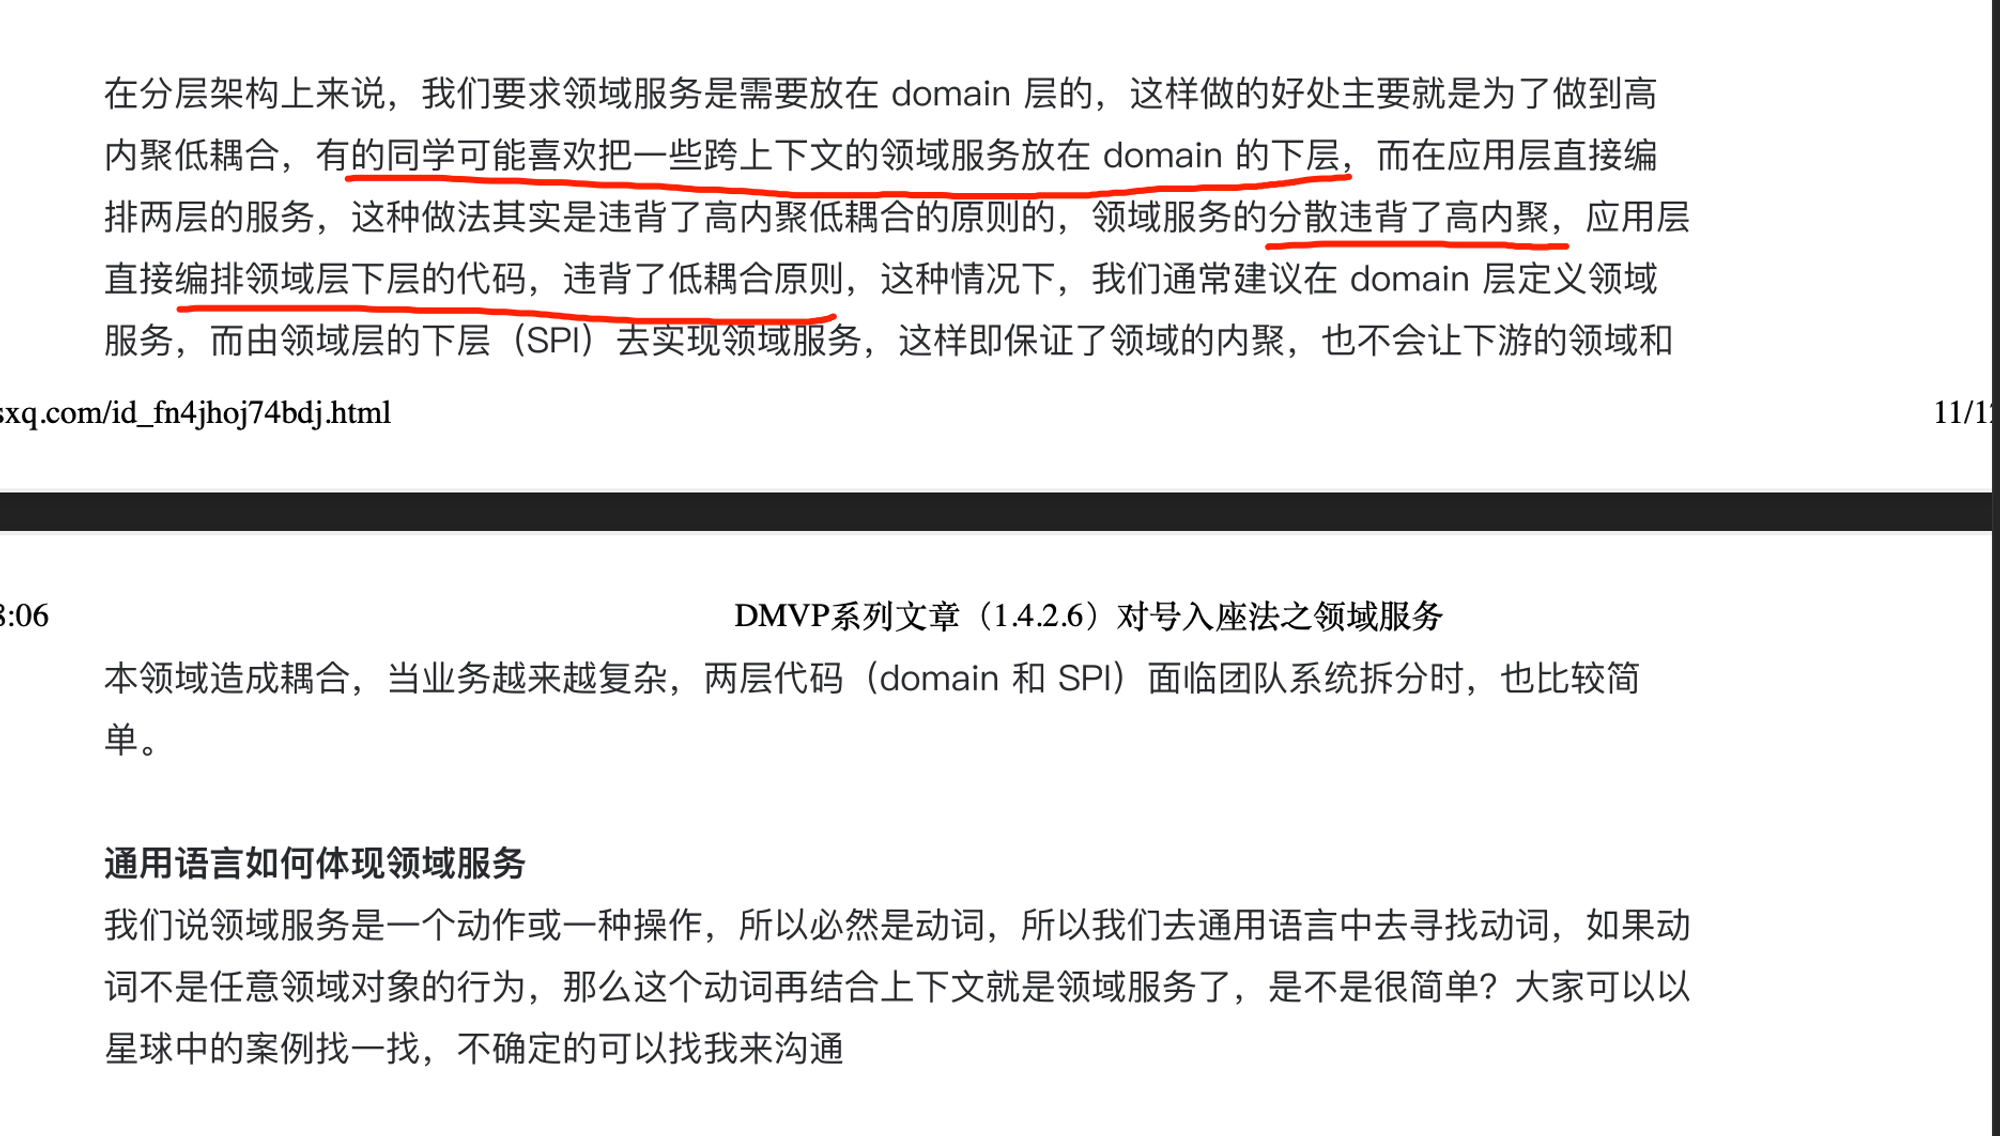 在分层架构上来说，我们要求领域服务是需要放在 domain 层的，这样做的好处主要就是为了做到高
内聚低耦合，有的同学可能喜欢把一些跨上下文的领域服务放在 domain 的下层，而在应用层直接编
排两层的服务，这种做法其实是违背了高内聚低耦合的原则的，领域服务的分散违背了高内聚，应用层
直接编排领域层下层的代码，违背了低耦合原则，这种情况下，我们通常建议在 domain 层定义领域
服务，而由领域层的下层（SPI）去实现领域服务，这样即保证了领域的内聚，也不会让下游的领域和
sxq.com/id_fn4jhoj74bdj.html
11/12
8:06
DMVP系列文章（1.4.2.6）对号入座法之领域服务
本领域造成耦合，当业务越来越复杂，两层代码（domain 和 SPI）面临团队系统拆分时，也比较简
单。
通用语言如何体现领域服务
我们说领域服务是一个动作或一种操作，所以必然是动词，所以我们去通用语言中去寻找动词，如果动
词不是任意领域对象的行为，那么这个动词再结合上下文就是领域服务了，是不是很简单？大家可以以
星球中的案例找一找，不确定的可以找我来沟通